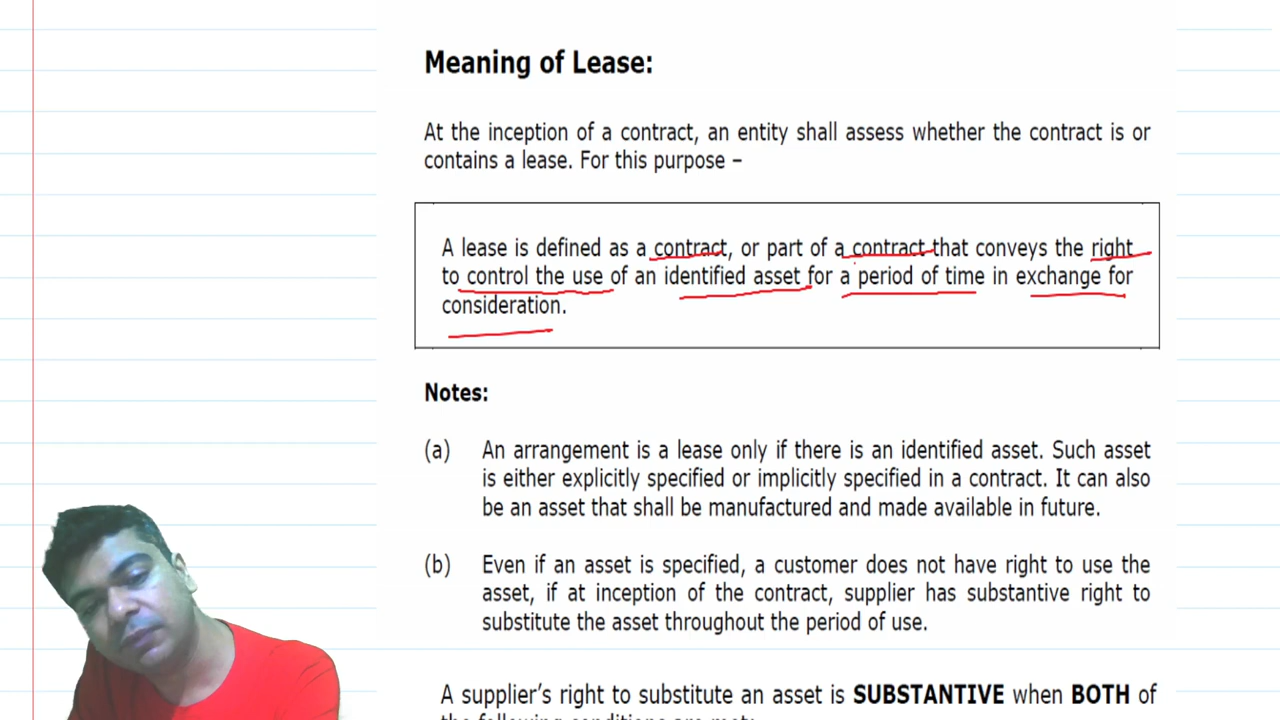 Meaning of Lease:
At the inception of a contract, an entity shall assess whether the contract is or
contains a lease. For this purpose –
A lease is defined as a contract, or part of a contract that conveys the right
to control the use of an identified asset for a period of time in exchange for
consideration.
Notes:
(a) An arrangement is a lease only if there is an identified asset. Such asset
is either explicitly specified or implicitly specified in a contract. It can also
be an asset that shall be manufactured and made available in future.
(b) Even if an asset is specified, a customer does not have right to use the
asset, if at inception of the contract, supplier has substantive right to
substitute the asset throughout the period of use.
A supplier's right to substitute an asset is SUBSTANTIVE when BOTH of
the following conditions are met: